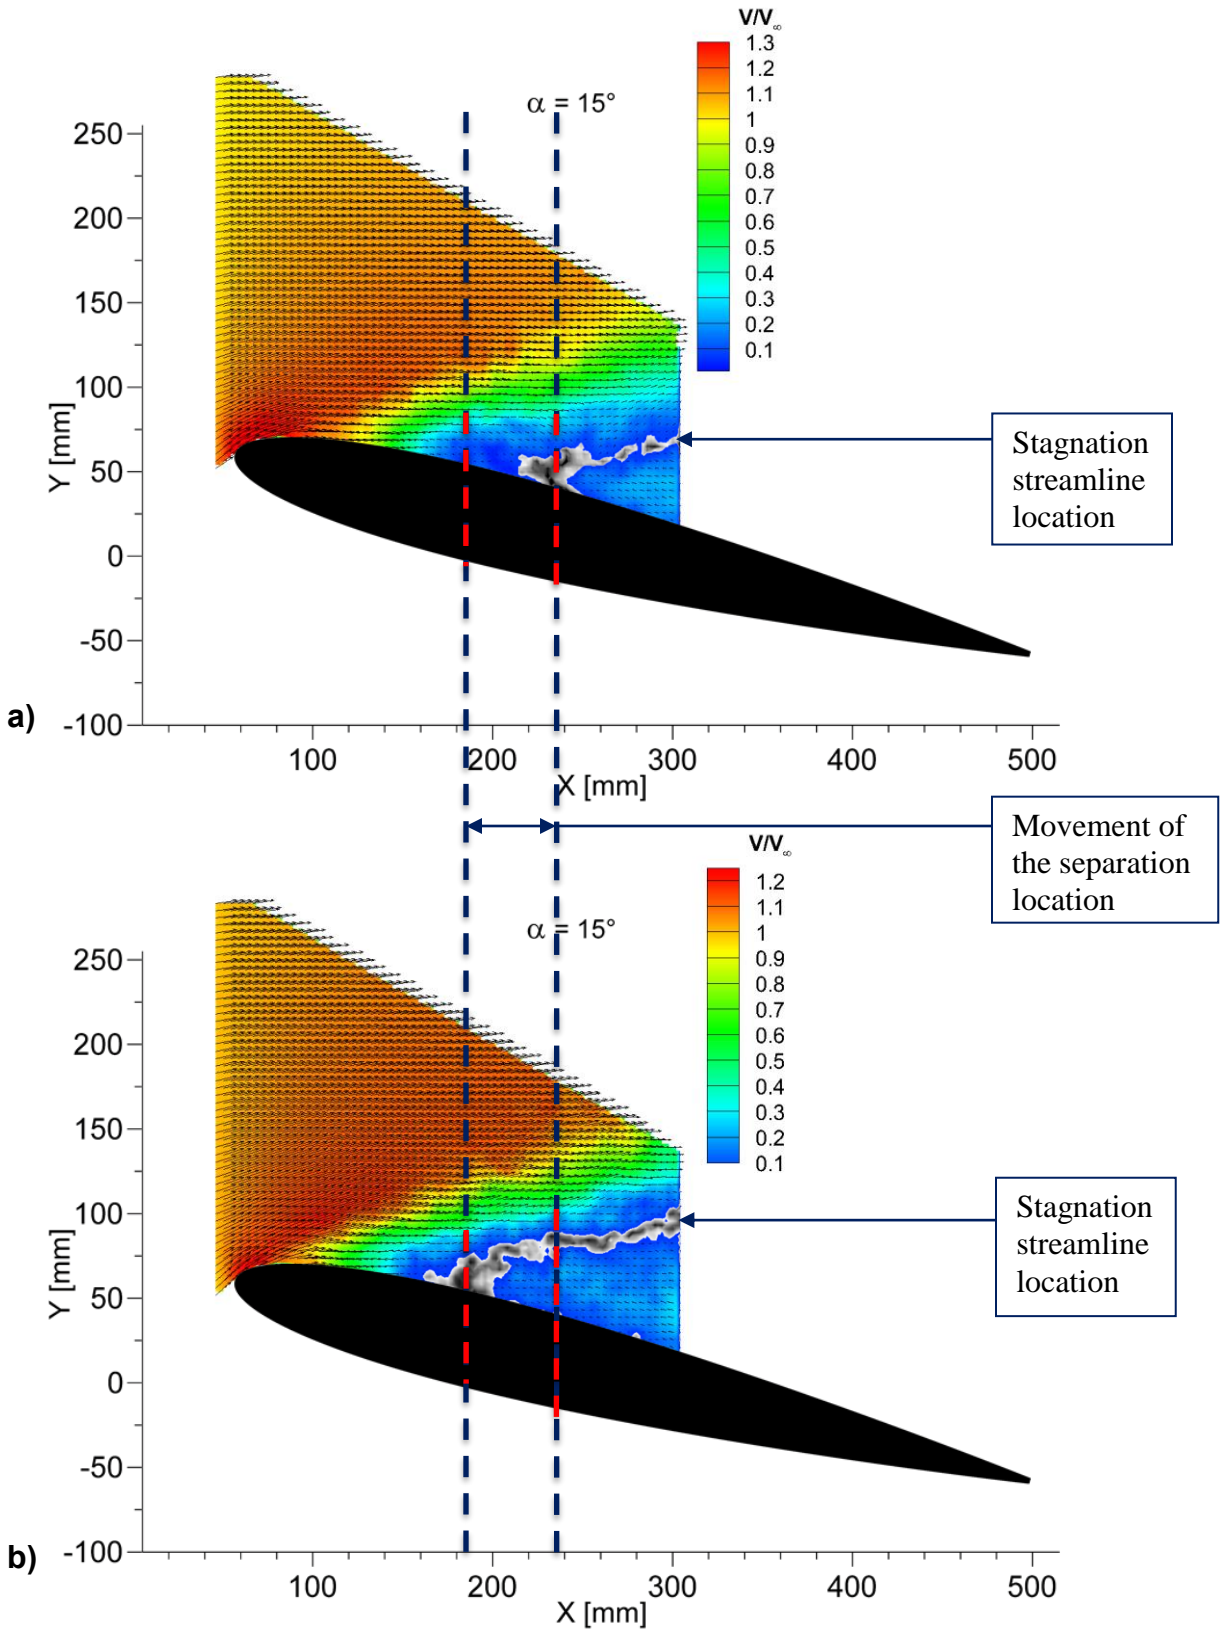 V/V∞
1.3
1.2
1.1
1
0.9
0.8
0.7
0.6
0.5
0.4
0.3
0.2
0.1
α = 15°
250
200
150
100
50
0
-50
-100
Y [mm]
100
200
300
400
500
X [mm]
a)
Stagnation
streamline
location
Movement of
the separation
location
V/V∞
1.2
1.1
1
0.9
0.8
0.7
0.6
0.5
0.4
0.3
0.2
0.1
α = 15°
250
200
150
100
50
0
-50
-100
Y [mm]
100
200
300
400
500
X [mm]
b)
Stagnation
streamline
location